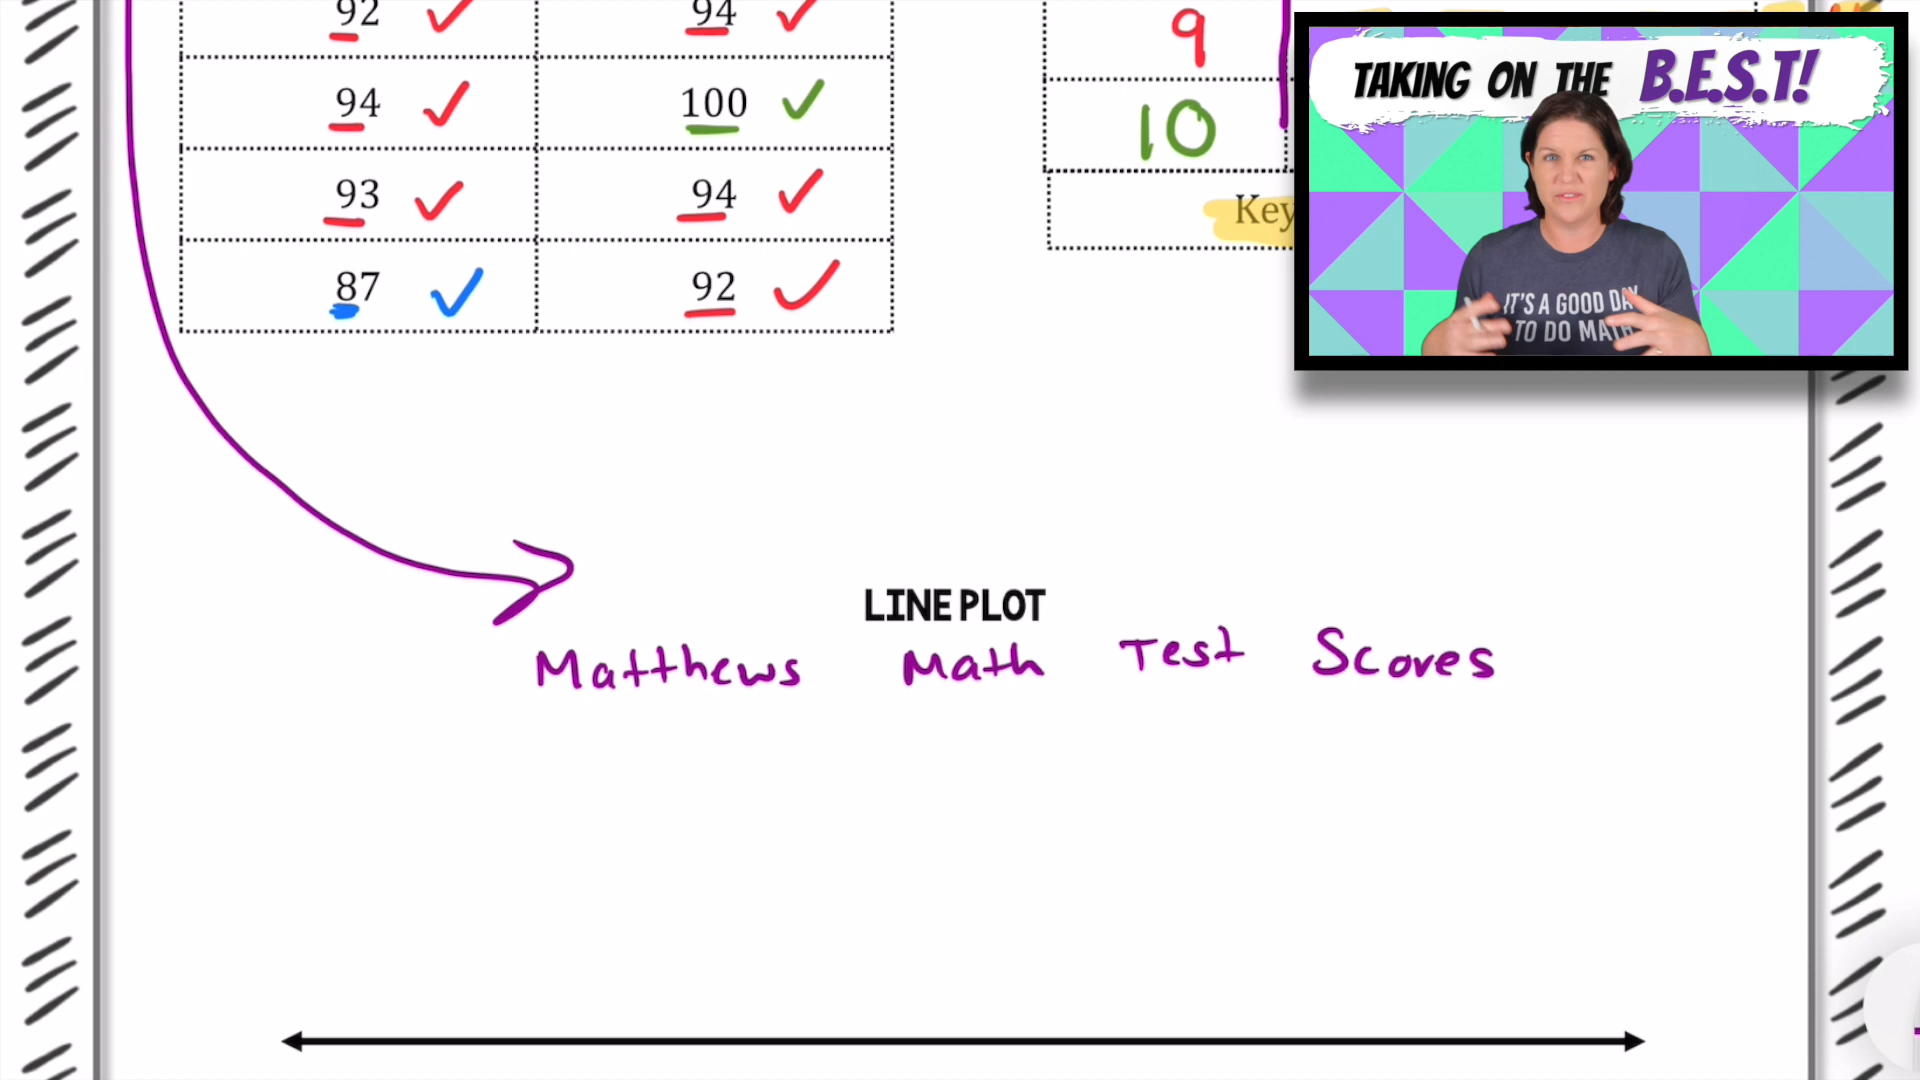 92 94
94 100
93 94
87 92
9
10
Key
TAKING ON THE B.E.S.T!
IT'S A GOOD DAY
TO DO MATH
LINE PLOT
Matthews Math Test Scores